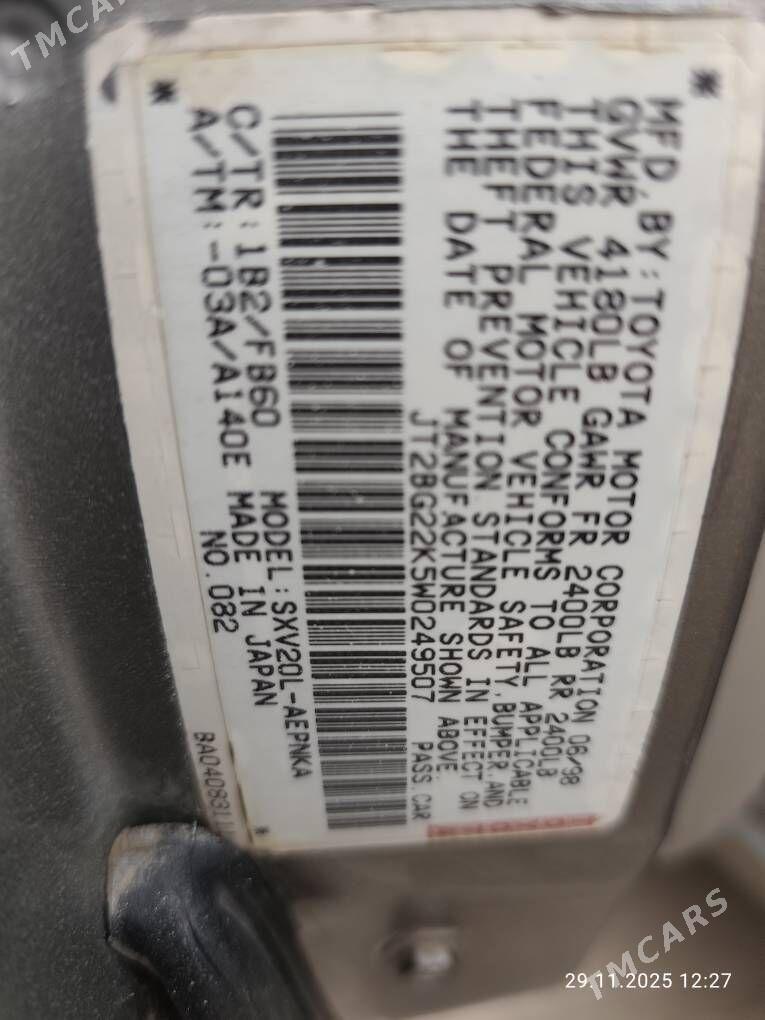 MFD.BY:TOYOTA MOTOR CORPORATION 06/98
GVWR 4180LB GAWR FR 2400LB RR 2400LB
THIS VEHICLE CONFORMS TO ALL APPLICABLE
FEDERAL MOTOR VEHICLE SAFETY, BUMPER, AND
THEFT PREVENTION STANDARDS IN EFFECT ON
THE DATE OF MANUFACTURE SHOWN ABOVE.
JT2BG22K5W0249507 PASS.CAR
C/TR:1B2/FB60 MODEL:SXV20L-AEPNKA
A/TM:-03A/A140E MADE IN JAPAN
NO.082
TMCARS
TMCARS
29.11.2025 12:27